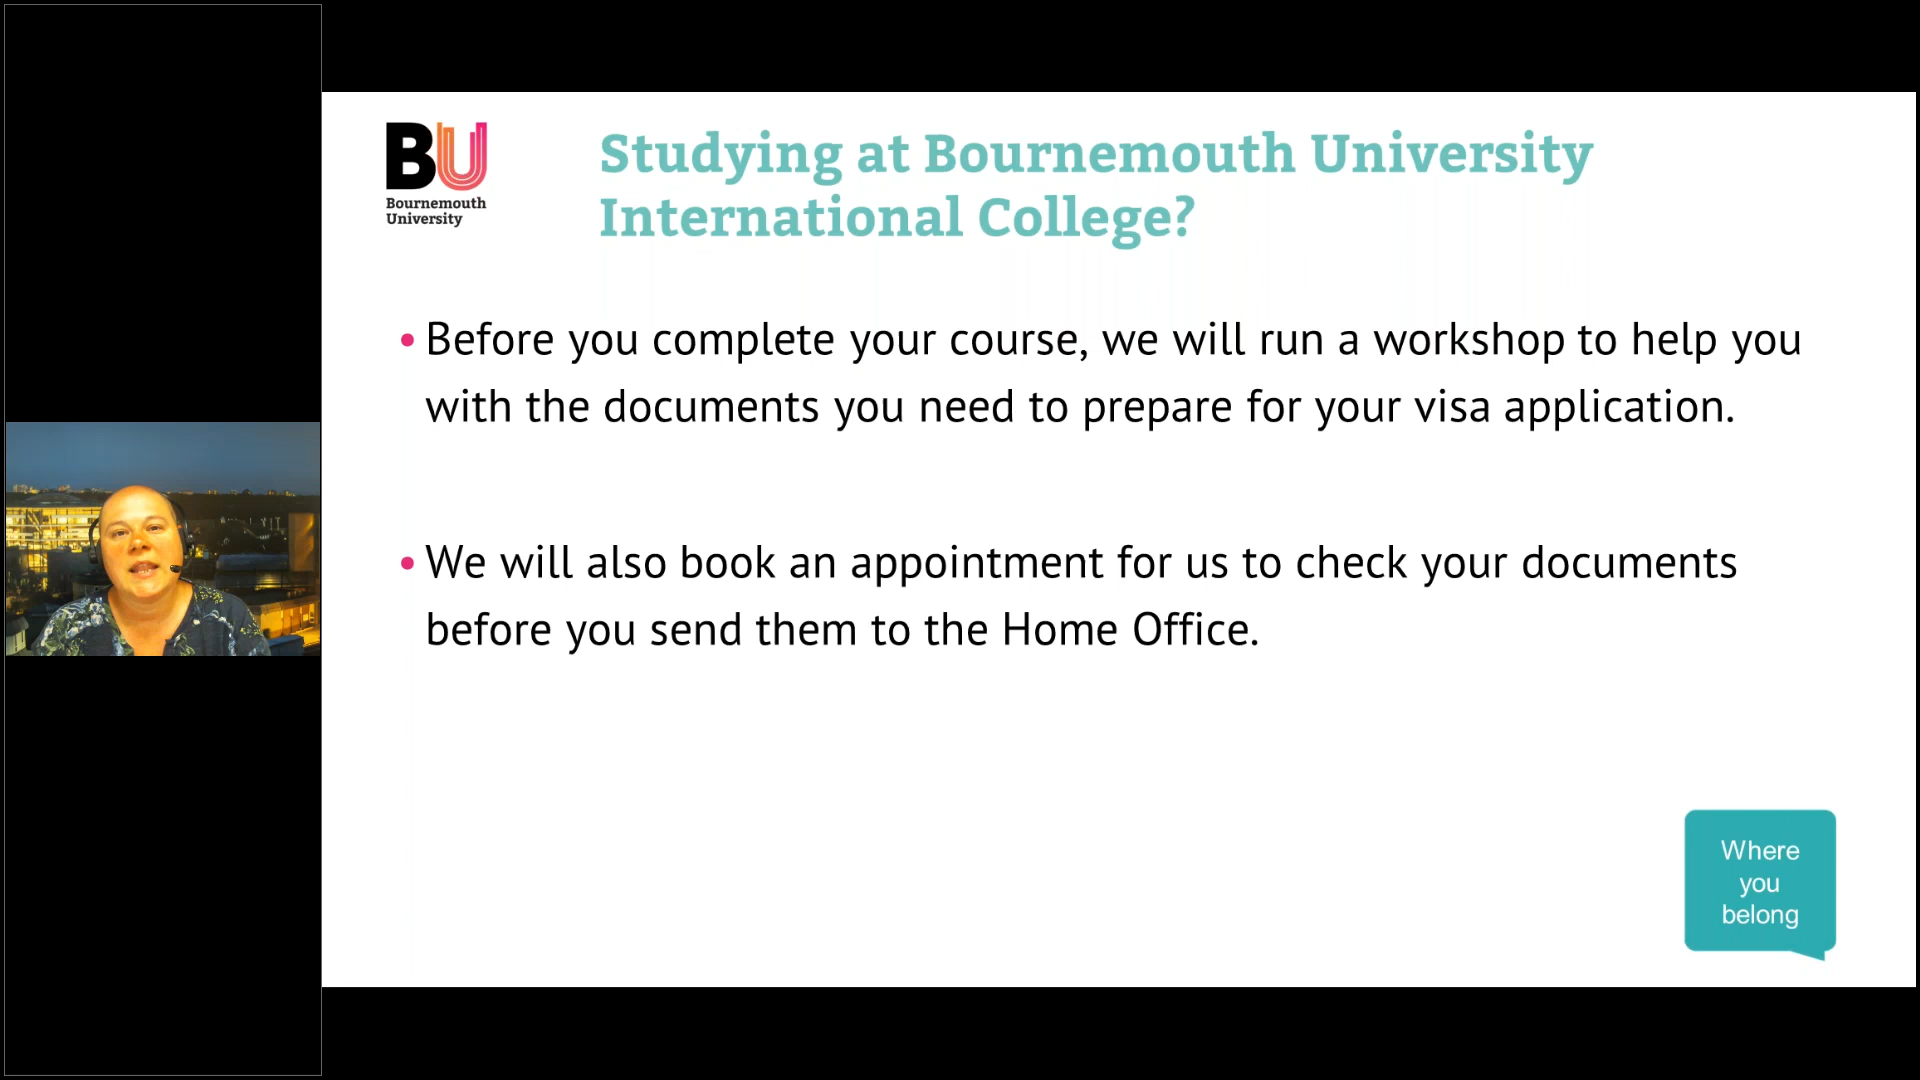 BU
Bournemouth
University
Studying at Bournemouth University
International College?
• Before you complete your course, we will run a workshop to help you
with the documents you need to prepare for your visa application.
• We will also book an appointment for us to check your documents
before you send them to the Home Office.
Where
you
belong